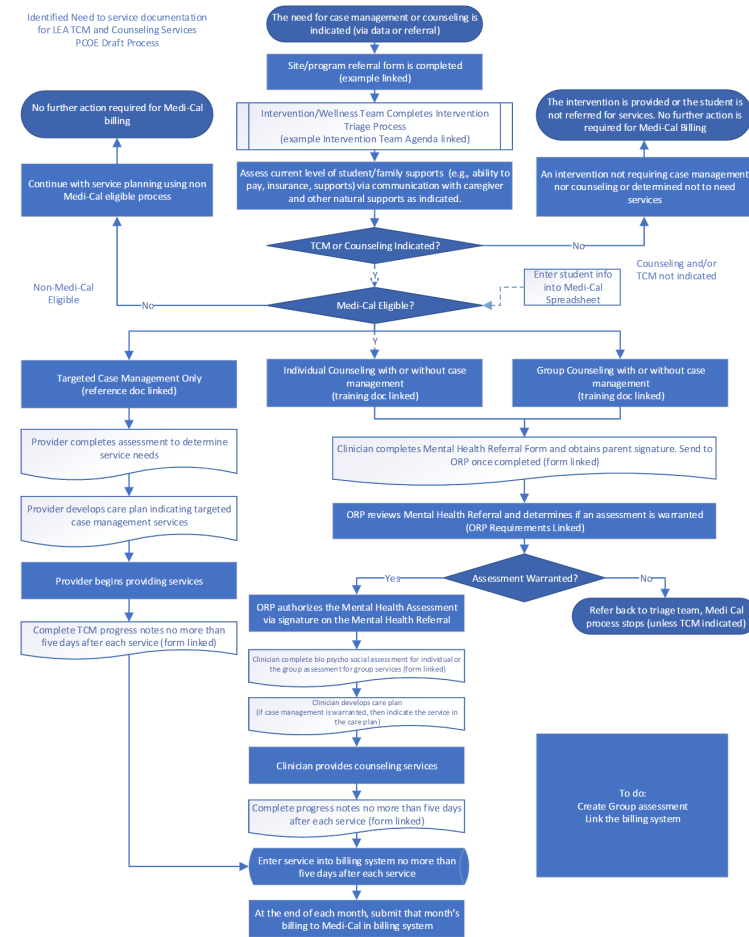 Identified Need to service documentation
for LEA TCM and Counseling Services
PCOE Draft Process
The need for case management or counseling is
indicated (via data or referral)
Site/program referral form is completed
(example linked)
Intervention/Wellness Team Completes Intervention
Triage Process
(example Intervention Team Agenda linked)
No further action required for Medi-Cal
billing
The intervention is provided or the student is
not referred for services. No further action is
required for Medi-Cal Billing
Continue with service planning using non
Medi-Cal eligible process
Assess current level of student/family supports (e.g., ability to
pay, insurance, supports) via communication with caregiver
and other natural supports as indicated.
An intervention not requiring case management
nor counseling or determined not to need
services
TCM or Counseling Indicated?
No
Counseling and/or
TCM not indicated
Y
Enter student info
into Medi-Cal
Spreadsheet
Non-Medi-Cal
Eligible
No
Medi-Cal Eligible?
Y
Targeted Case Management Only
(reference doc linked)
Individual Counseling with or without case
management
(training doc linked)
Group Counseling with or without case
management
(training doc linked)
Provider completes assessment to determine
service needs
Clinician completes Mental Health Referral Form and obtains parent signature. Send to
ORP once completed (form linked)
Provider develops care plan indicating targeted
case management services
ORP reviews Mental Health Referral and determines if an assessment is warranted
(ORP Requirements Linked)
Provider begins providing services
Yes
Assessment Warranted?
No
ORP authorizes the Mental Health Assessment
via signature on the Mental Health Referral
Refer back to triage team, Medi Cal
process stops (unless TCM indicated)
Complete TCM progress notes no more than
five days after each service (form linked)
Clinician complete bio psycho social assessment for individual or
the group assessment for group services (form linked)
Clinician develops care plan
(if case management is warranted, then indicate the service in
the care plan)
Clinician provides counseling services
To do:
Create Group assessment
Link the billing system
Complete progress notes no more than five days
after each service (form linked)
Enter service into billing system no more than
five days after each service
At the end of each month, submit that month's
billing to Medi-Cal in billing system